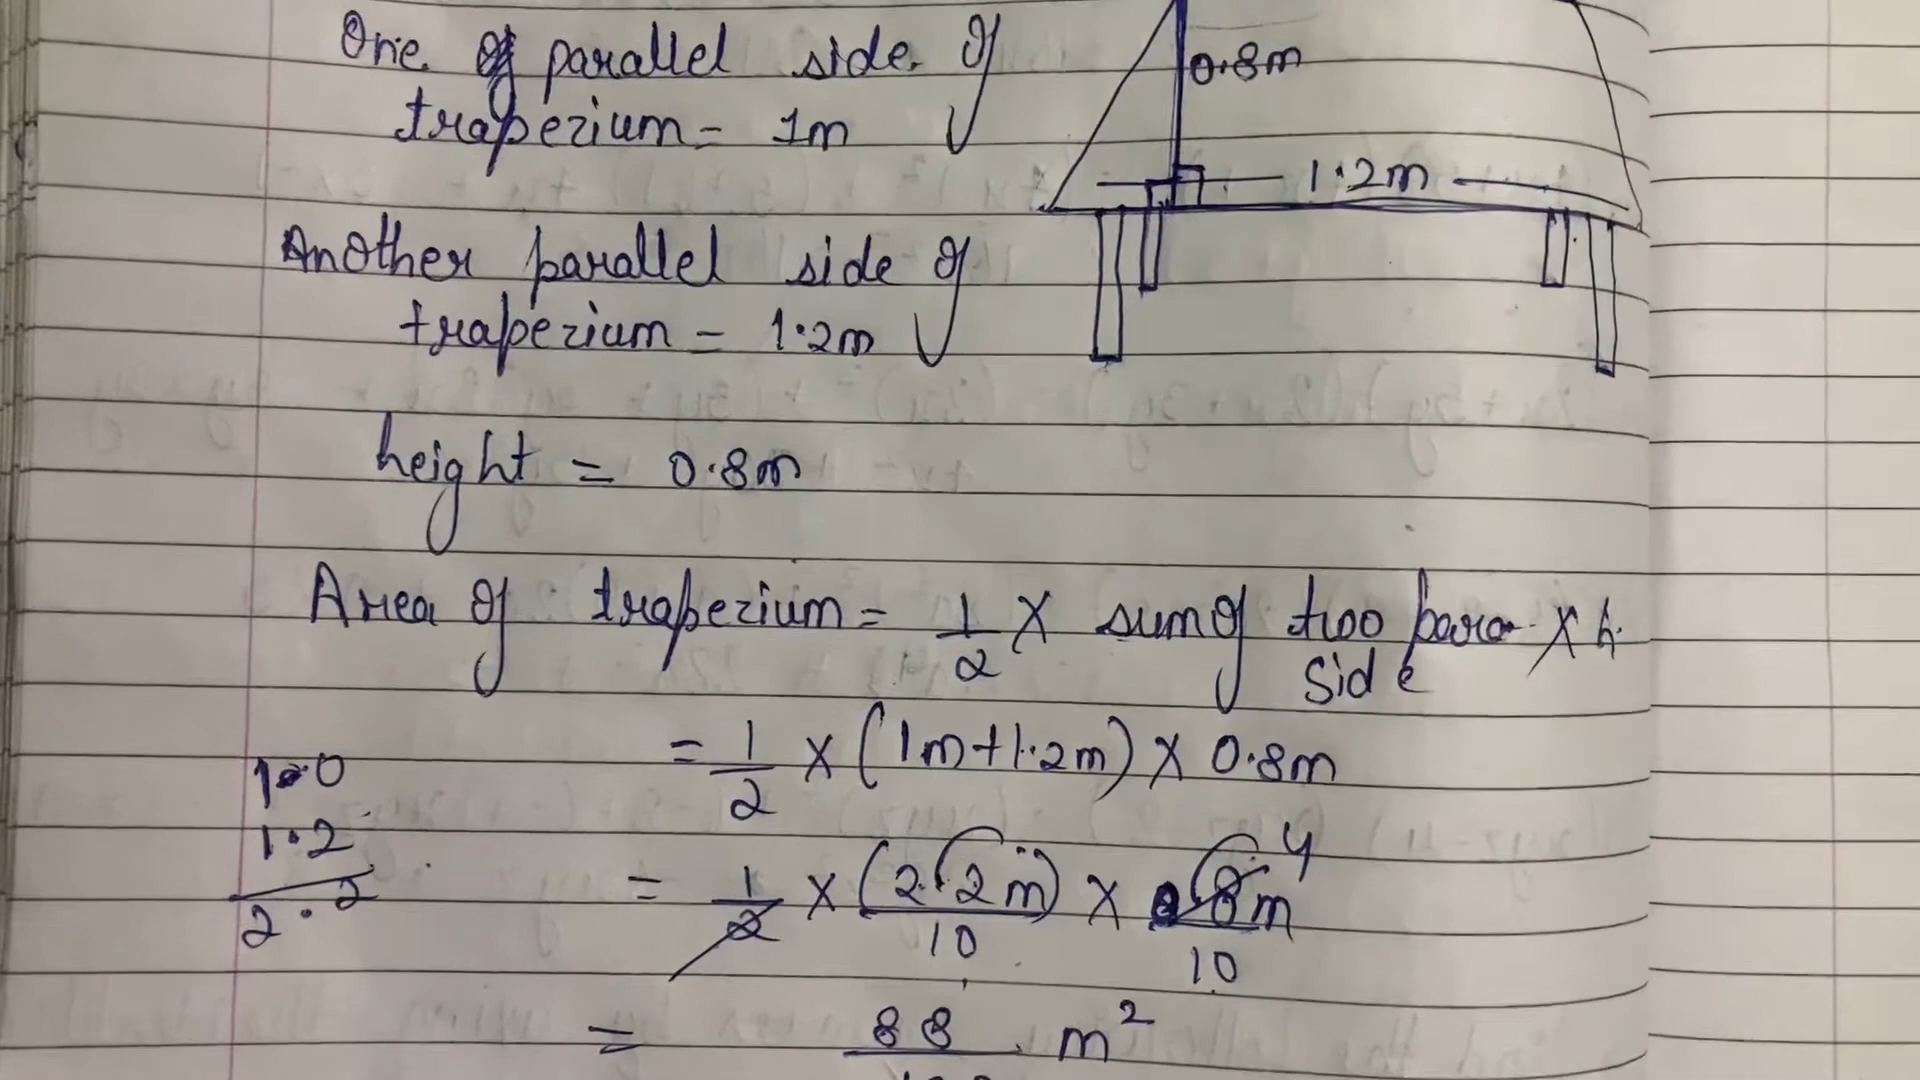 One of parallel side of
trapezium = 1m
0.8m
1.2m
Another parallel side of
trapezium = 1.2m
height = 0.8m
Area of trapezium = 1/2 × sum of two para × h
side
= 1/2 × (1m+1.2m) × 0.8m
1.0
1.2
2.2
= 1/2 × (2.2m)/10 × 8m/10 4
= 88 m²